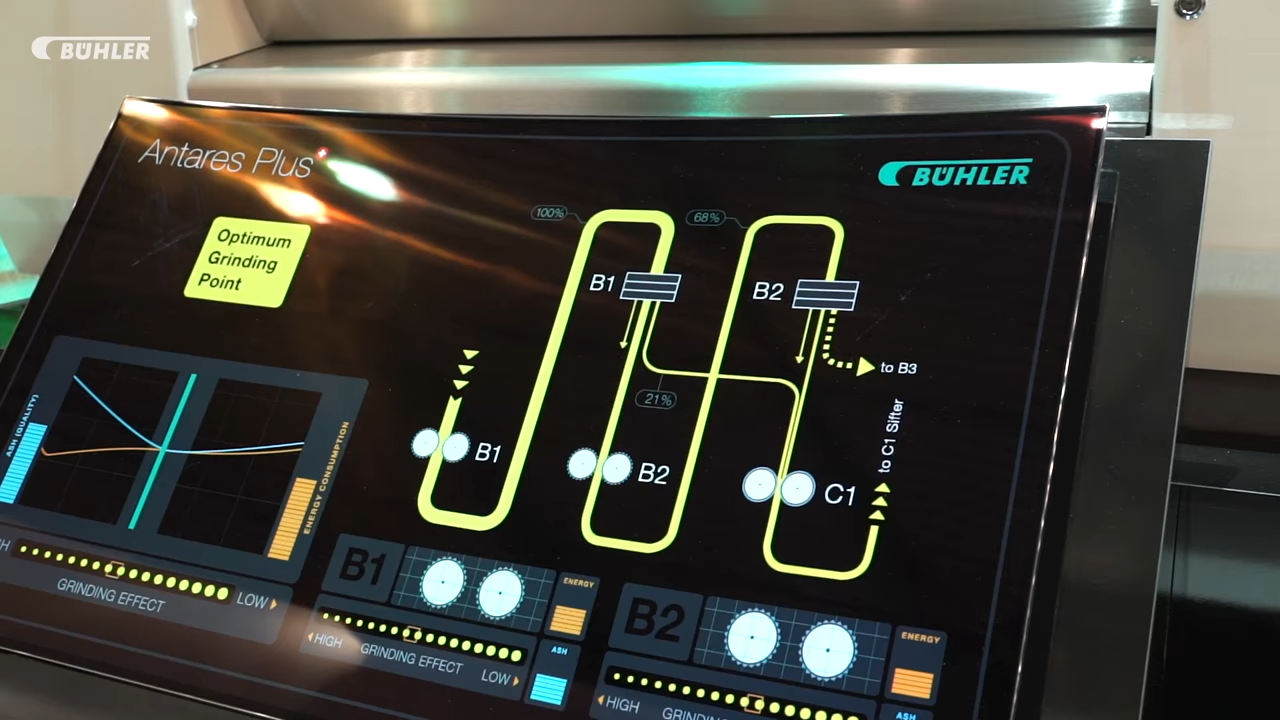 BÜHLER
Antares Plus
BÜHLER
Optimum
Grinding
Point
100%
68%
B1
B2
to B3
21%
to C1 Sifter
B1
B2
C1
ASH (QUALITY)
ENERGY CONSUMPTION
GRINDING EFFECT
LOW
B1
ENERGY
HIGH
GRINDING EFFECT
LOW
ASH
B2
ENERGY
HIGH
ASH